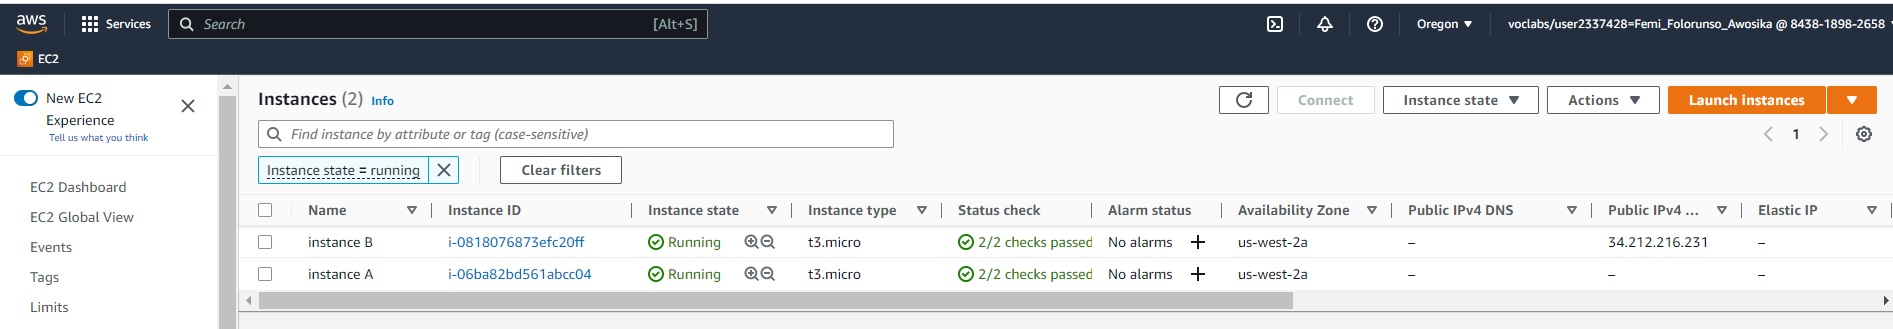 aws
Services
Search
[Alt+S]
Oregon
voclabs/user2337428=Femi_Folorunso_Awosika @ 8438-1898-2658
EC2
New EC2
Experience
Tell us what you think
EC2 Dashboard
EC2 Global View
Events
Tags
Limits
Instances (2) Info
Connect
Instance state
Actions
Launch instances
Find instance by attribute or tag (case-sensitive)
1
Instance state = running
Clear filters
Name Instance ID Instance state Instance type Status check Alarm status Availability Zone Public IPv4 DNS Public IPv4 ... Elastic IP
instance B i-0818076873efc20ff Running t3.micro 2/2 checks passed No alarms + us-west-2a – 34.212.216.231 –
instance A i-06ba82bd561abcc04 Running t3.micro 2/2 checks passed No alarms + us-west-2a – – –